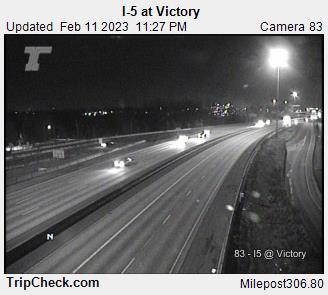 I-5 at Victory
Updated Feb 11 2023 11:27 PM Camera 83
T
N
83 - I5 @ Victory
TripCheck.com Milepost306.80